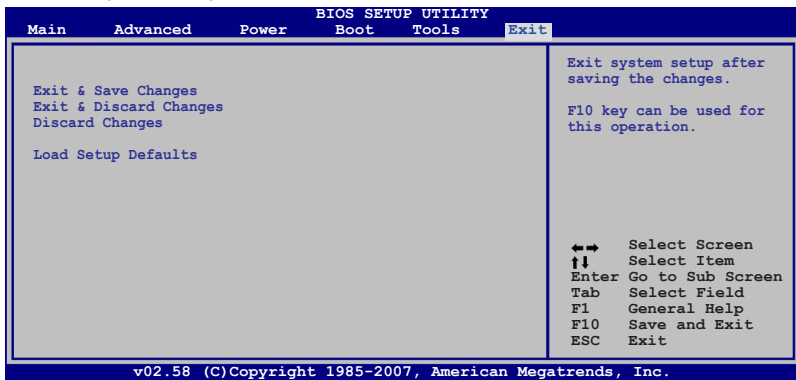 BIOS SETUP UTILITY
Main Advanced Power Boot Tools Exit
Exit & Save Changes
Exit & Discard Changes
Discard Changes
Load Setup Defaults
Exit system setup after
saving the changes.
F10 key can be used for
this operation.
←→ Select Screen
↑↓ Select Item
Enter Go to Sub Screen
Tab Select Field
F1 General Help
F10 Save and Exit
ESC Exit
v02.58 (C)Copyright 1985-2007, American Megatrends, Inc.